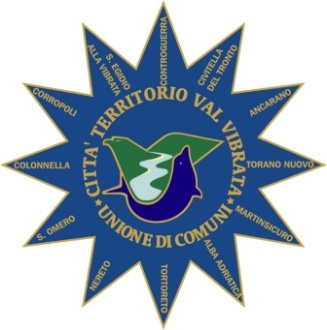 CONTROGUERRA
CIVITELLA
DEL TRONTO
ANCARANO
TORANO NUOVO
MARTINSICURO
ALBA ADRIATICA
TORTORETO
NERETO
S. OMERO
COLONNELLA
CORROPOLI
S. EGIDIO
ALLA VIBRATA
CITTA' TERRITORIO VAL VIBRATA
UNIONE DI COMUNI